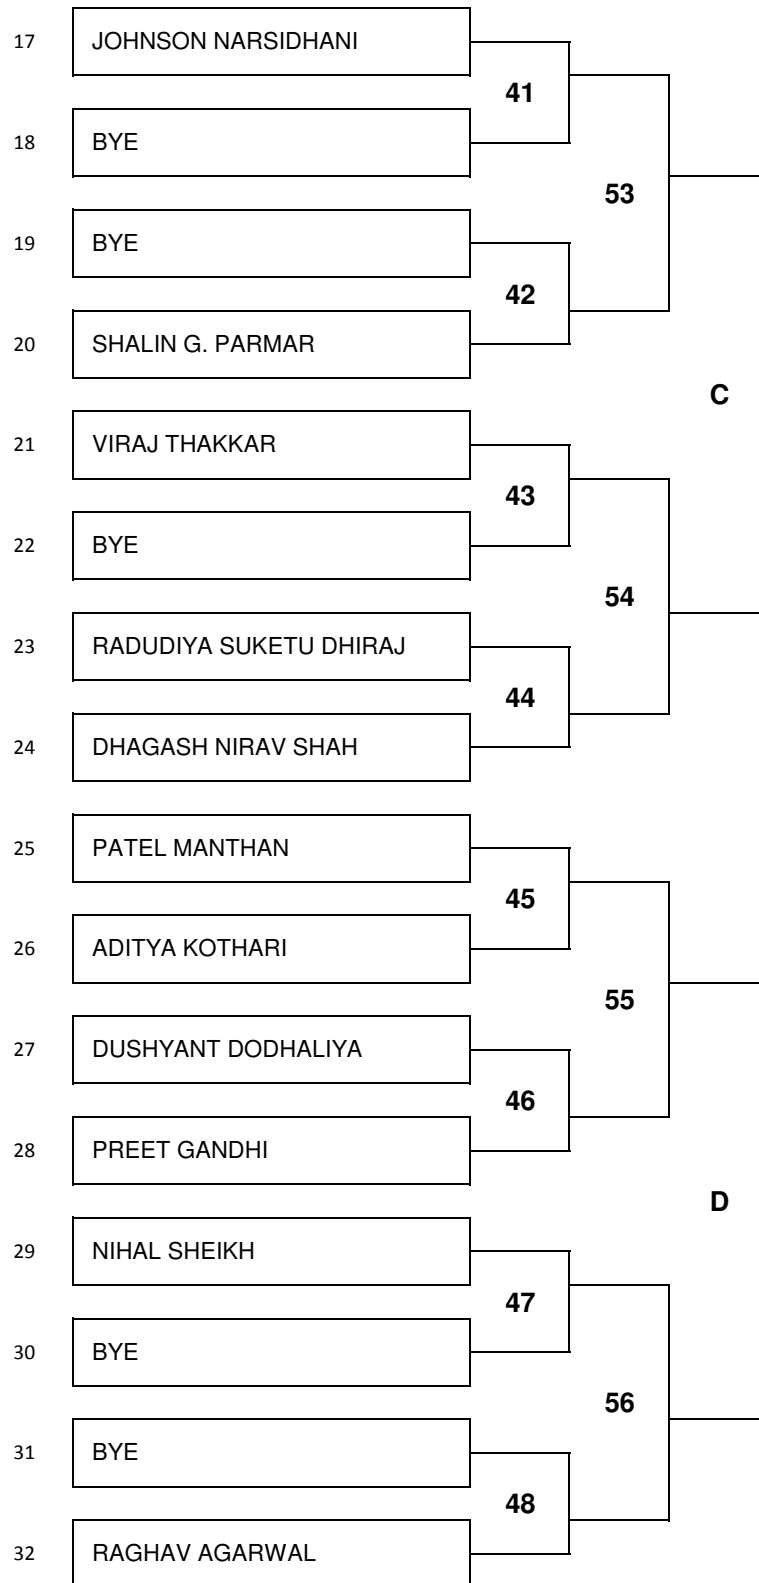 17 JOHNSON NARSIDHANI
41
18 BYE
53
19 BYE
42
20 SHALIN G. PARMAR
C
21 VIRAJ THAKKAR
43
22 BYE
54
23 RADUDIYA SUKETU DHIRAJ
44
24 DHAGASH NIRAV SHAH
25 PATEL MANTHAN
45
26 ADITYA KOTHARI
55
27 DUSHYANT DODHALIYA
46
28 PREET GANDHI
D
29 NIHAL SHEIKH
47
30 BYE
56
31 BYE
48
32 RAGHAV AGARWAL